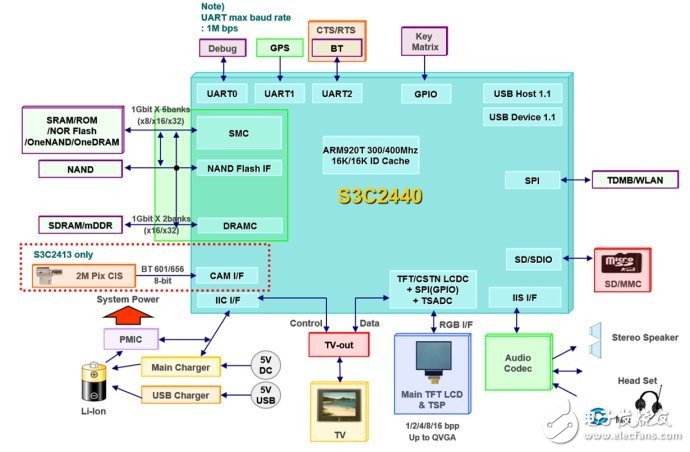 Note)
UART max baud rate
: 1M bps
CTS/RTS
Debug
GPS
BT
Key
Matrix
UART0
UART1
UART2
GPIO
USB Host 1.1
USB Device 1.1
SRAM/ROM
/NOR Flash
/OneNAND/OneDRAM
1Gbit X 6banks
(x8/x16/x32)
SMC
ARM920T 300/400Mhz
16K/16K ID Cache
NAND
NAND Flash IF
S3C2440
SPI
TDMB/WLAN
SDRAM/mDDR
1Gbit X 2banks
(x16/x32)
DRAMC
S3C2413 only
2M Pix CIS
BT 601/656
8-bit
CAM I/F
SD/SDIO
Micro
SD/MMC
System Power
IIC I/F
TFT/CSTN LCDC
+ SPI(GPIO)
+ TSADC
IIS I/F
Control
Data
RGB I/F
PMIC
TV-out
Stereo Speaker
Main Charger
5V
DC
Audio
Codec
Li-Ion
USB Charger
5V
USB
TV
Main TFT LCD
& TSP
Head Set
1/2/4/8/16 bpp
Up to QVGA
电子发烧友
www.elecfans.com